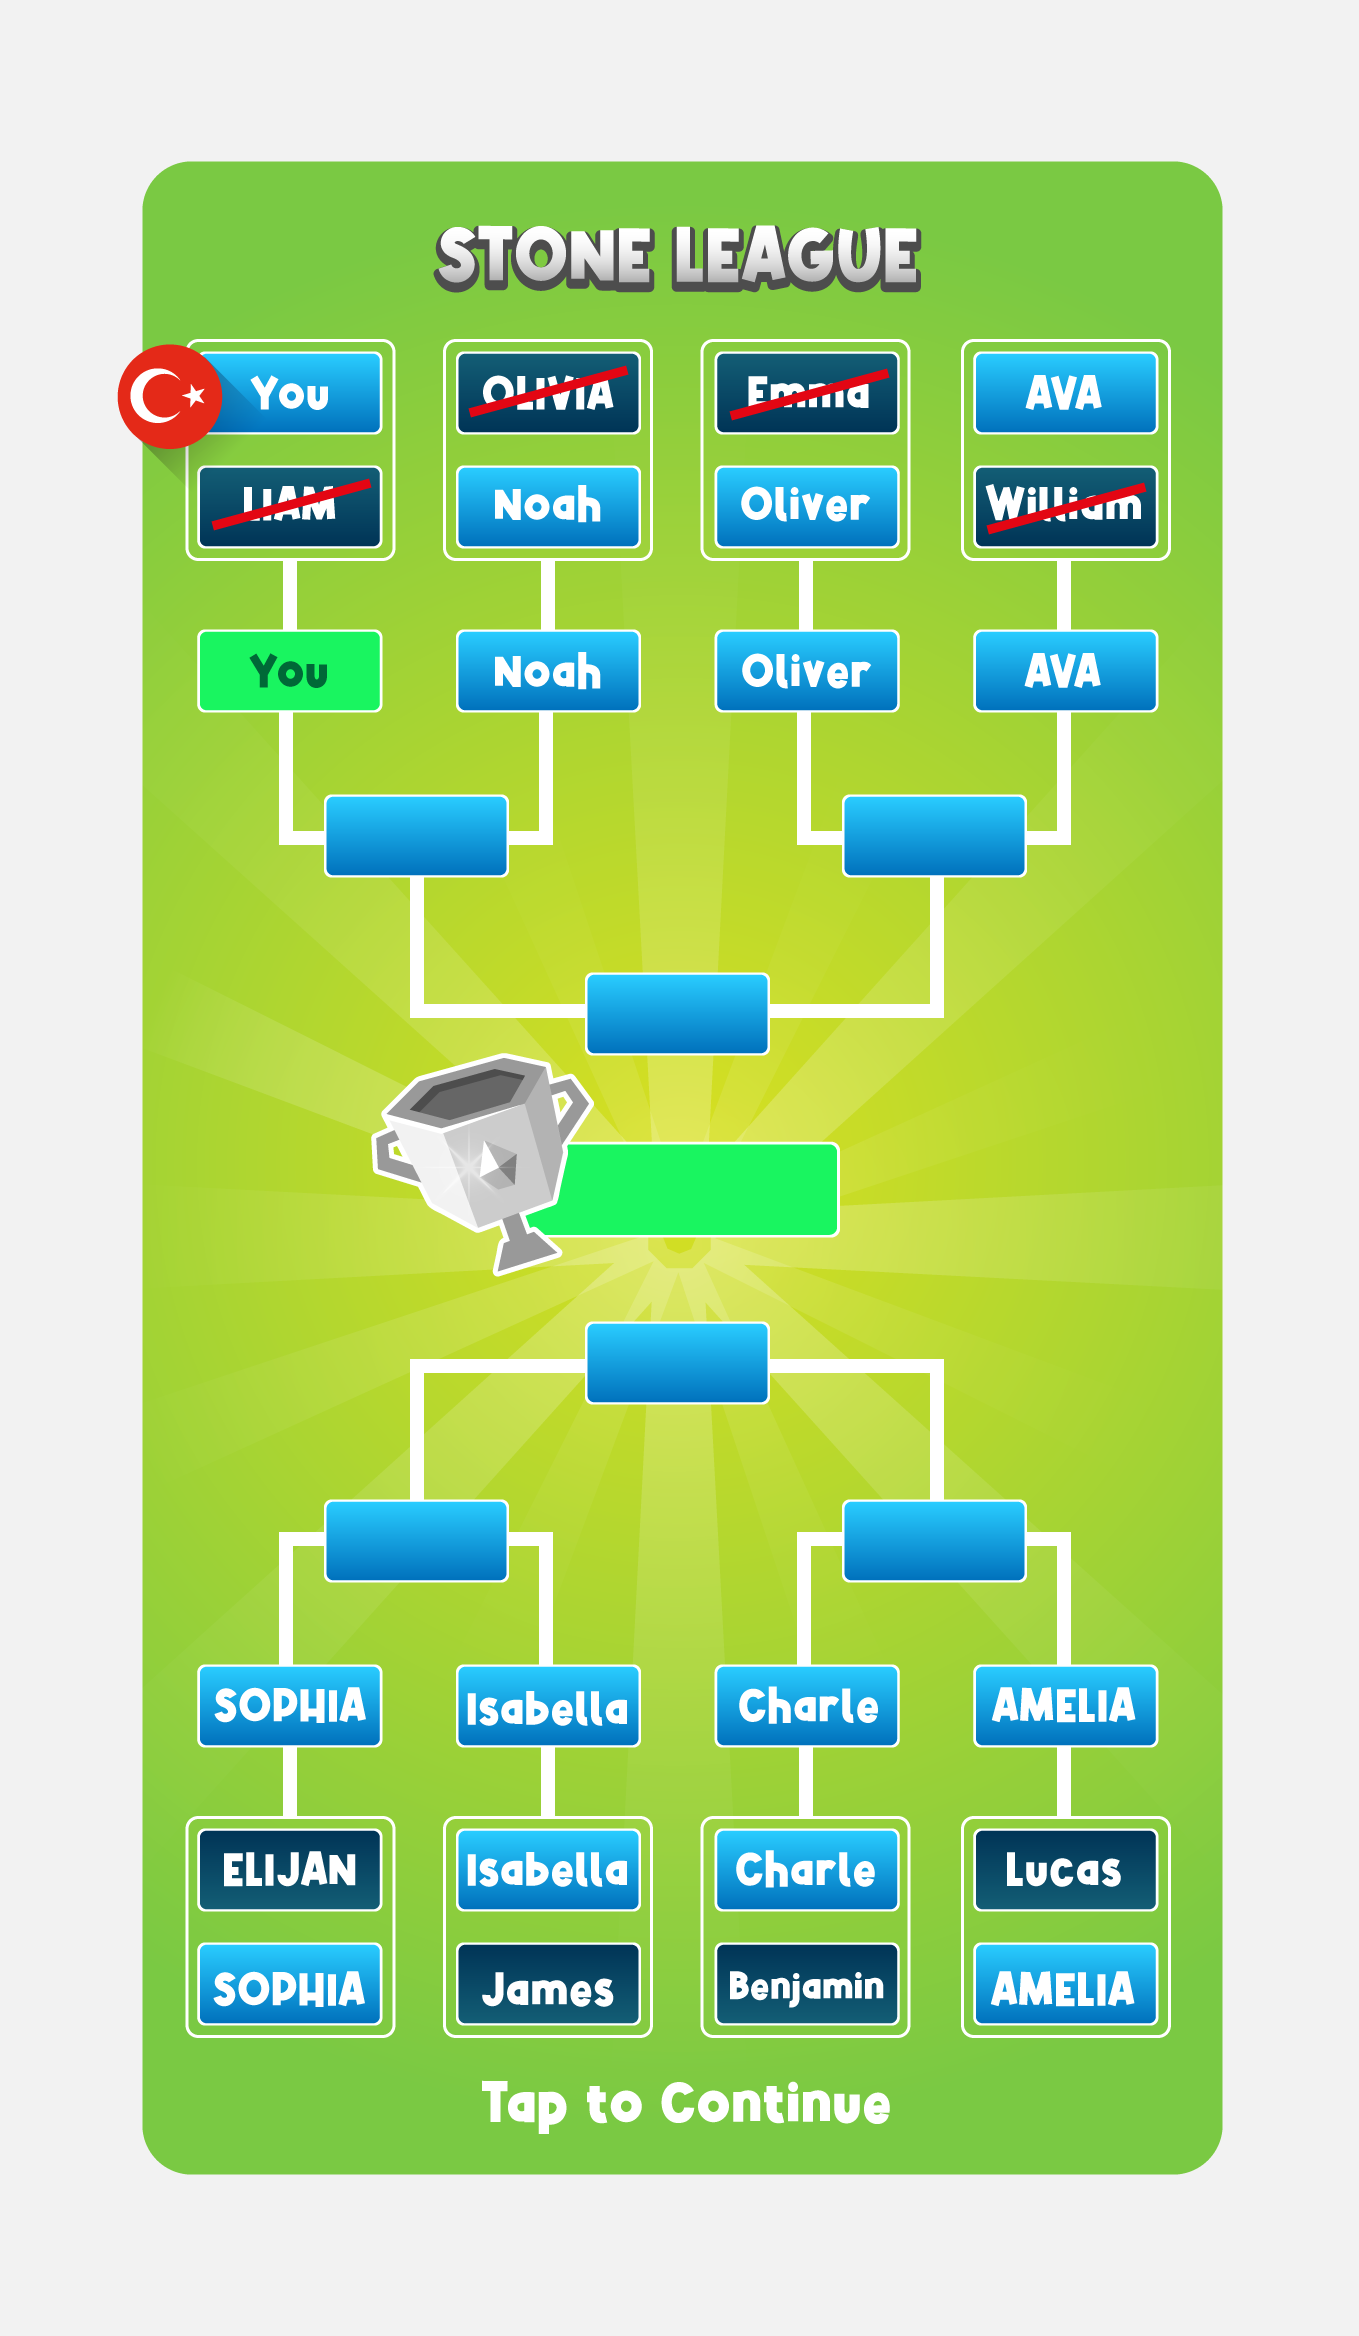 STONE LEAGUE
You OLIVIA Emma AVA
LIAM Noah Oliver William
You Noah Oliver AVA
SOPHIA Isabella Charle AMELIA
ELIJAN Isabella Charle Lucas
SOPHIA James Benjamin AMELIA
Tap to Continue